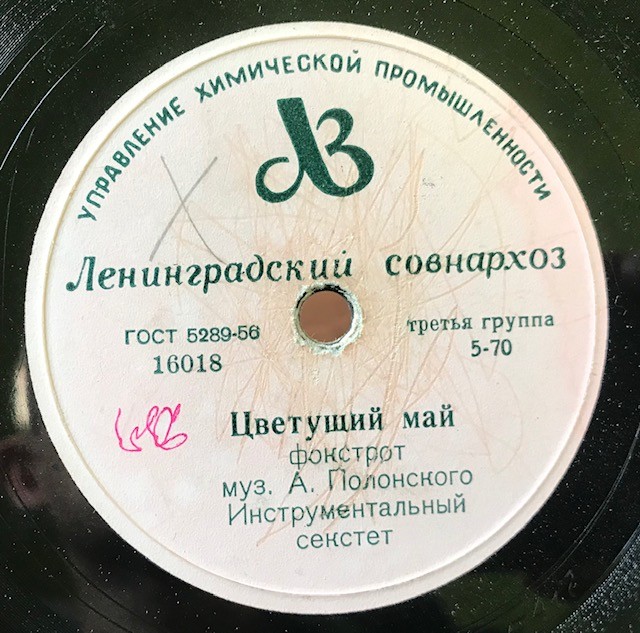 УПРАВЛЕНИЕ ХИМИЧЕСКОЙ ПРОМЫШЛЕННОСТИ
ЛЗ
Ленинградский совнархоз
ГОСТ 5289-56
16018
третья группа
5-70
Цветущий май
фокстрот
муз. А. Полонского
Инструментальный
секстет